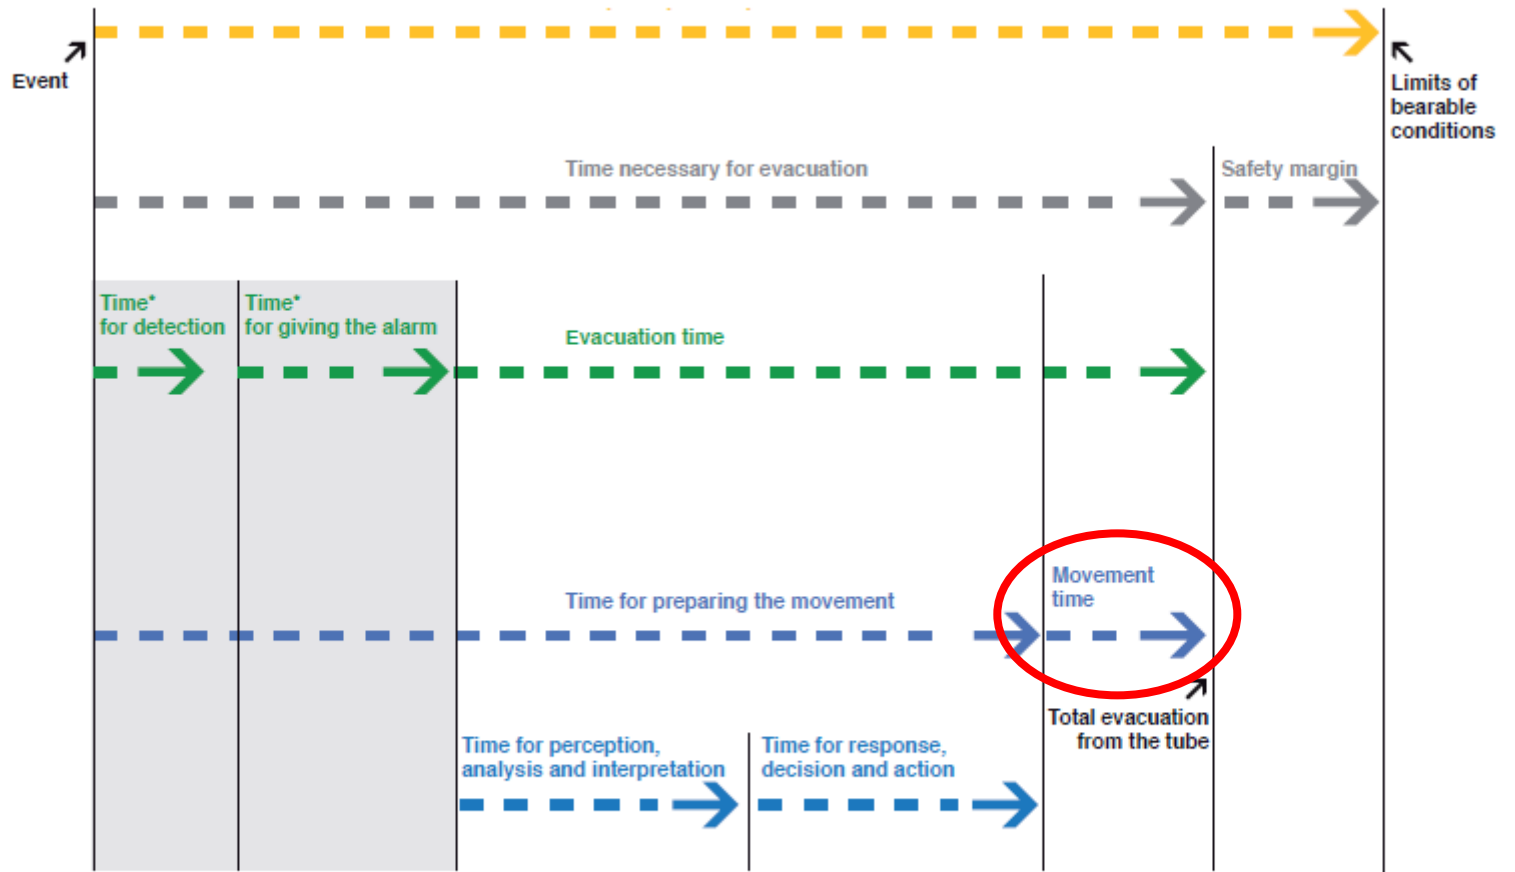 Event
Limits of
bearable
conditions
Time necessary for evacuation
Safety margin
Time*
for detection
Time*
for giving the alarm
Evacuation time
Time for preparing the movement
Movement
time
Total evacuation
from the tube
Time for perception,
analysis and interpretation
Time for response,
decision and action